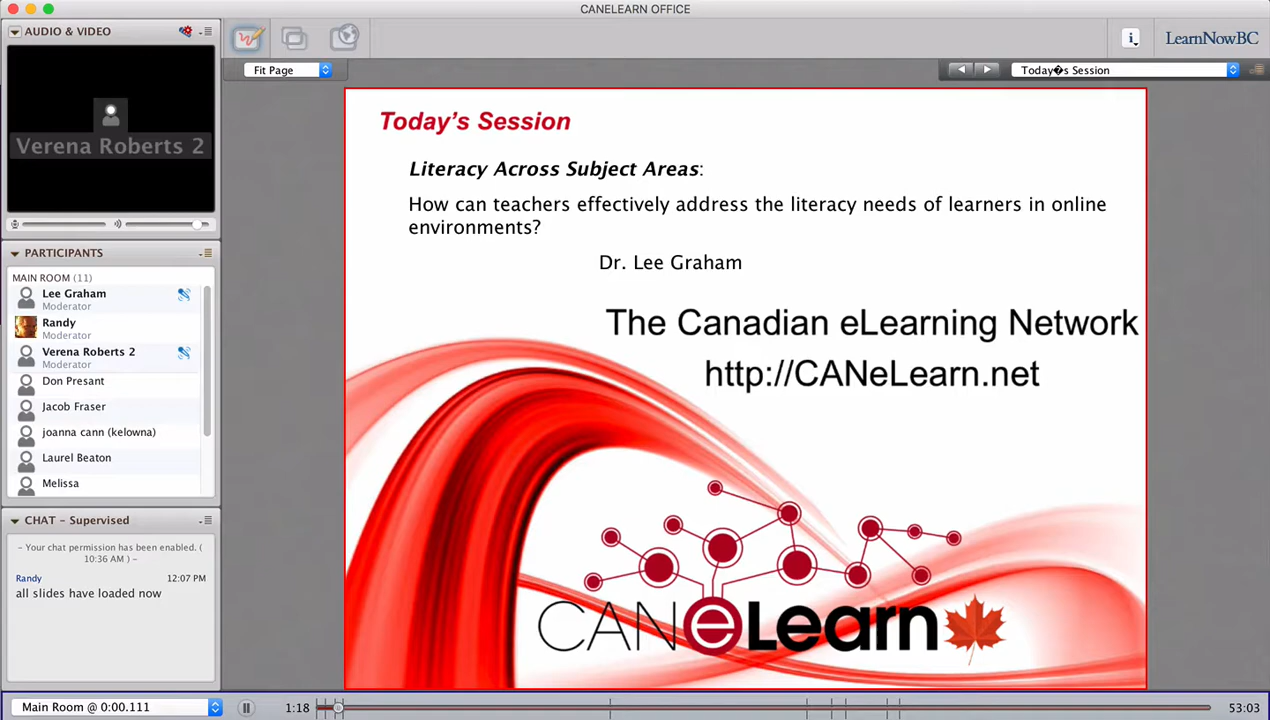 CANELEARN OFFICE
AUDIO & VIDEO
Verena Roberts 2
PARTICIPANTS
MAIN ROOM (11)
Lee Graham
Moderator
Randy
Moderator
Verena Roberts 2
Moderator
Don Presant
Jacob Fraser
joanna cann (kelowna)
Laurel Beaton
Melissa
CHAT – Supervised
– Your chat permission has been enabled. (
10:36 AM ) –
Randy 12:07 PM
all slides have loaded now
Main Room @ 0:00.111
1:18
53:03
LearnNowBC
Fit Page
Today�s Session
Today's Session
Literacy Across Subject Areas:
How can teachers effectively address the literacy needs of learners in online
environments?
Dr. Lee Graham
The Canadian eLearning Network
http://CANeLearn.net
CANeLearn